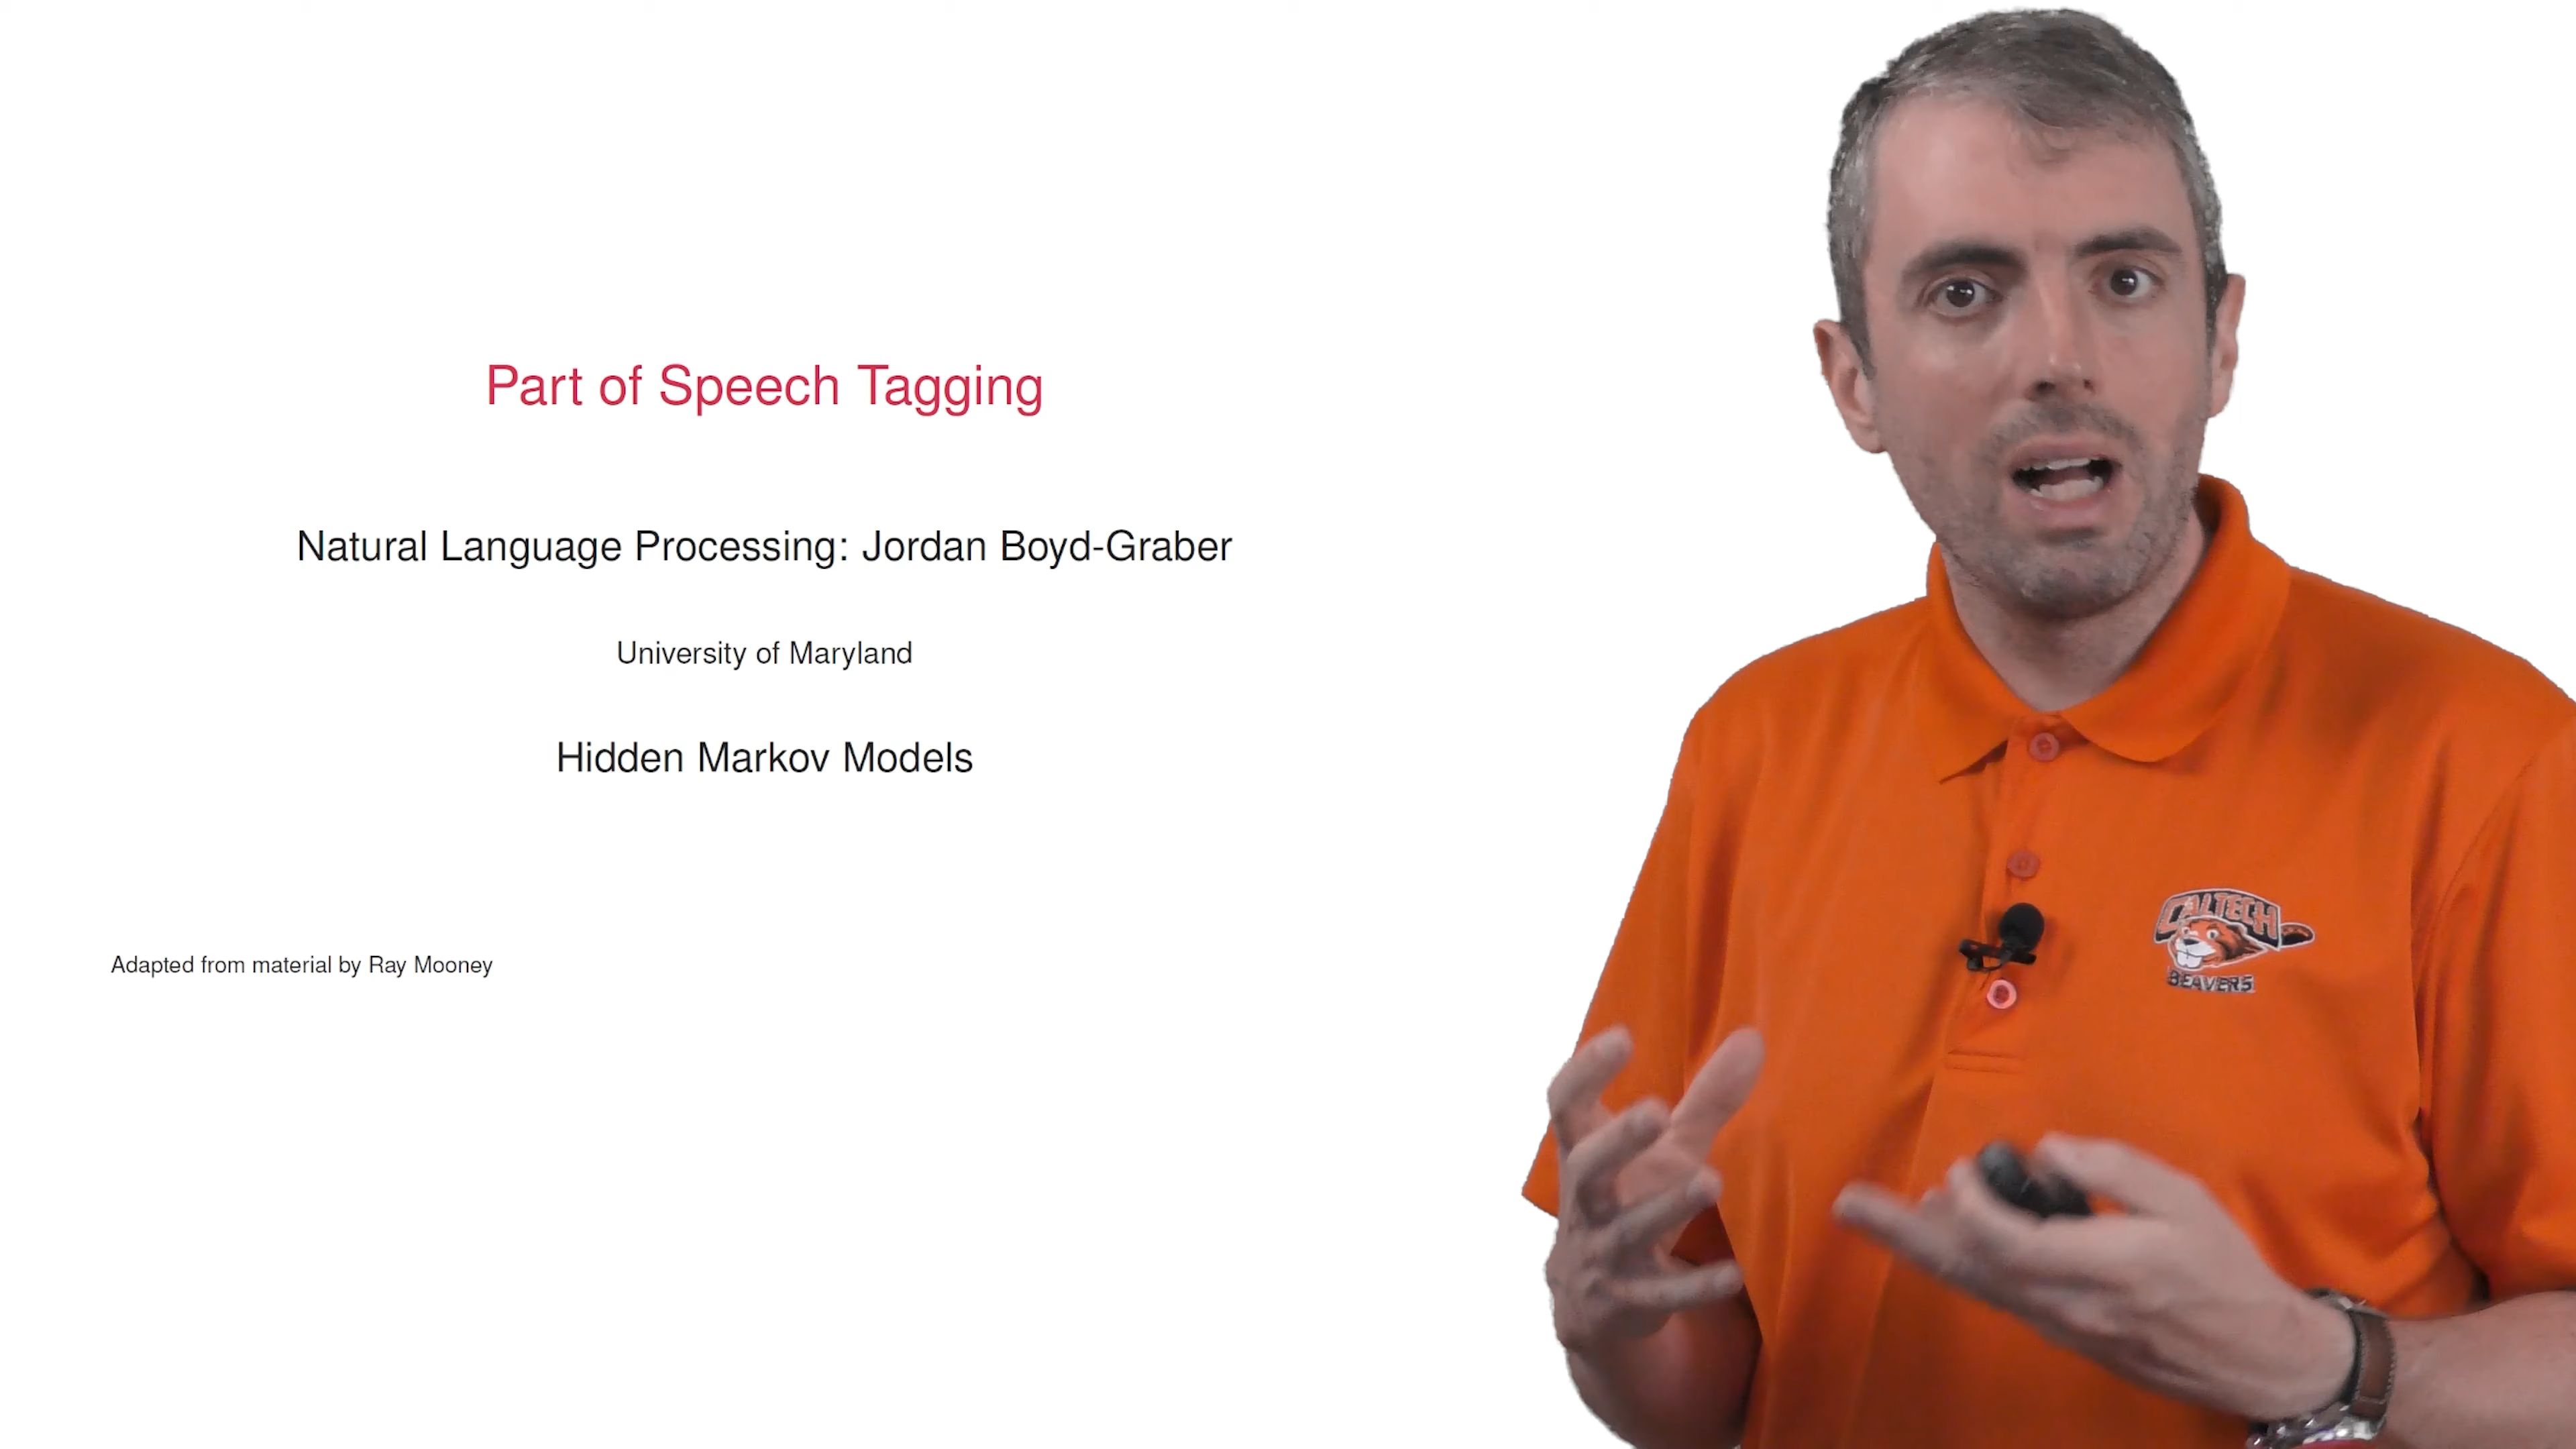 Part of Speech Tagging
Natural Language Processing: Jordan Boyd-Graber
University of Maryland
Hidden Markov Models
Adapted from material by Ray Mooney
CALTECH
BEAVERS